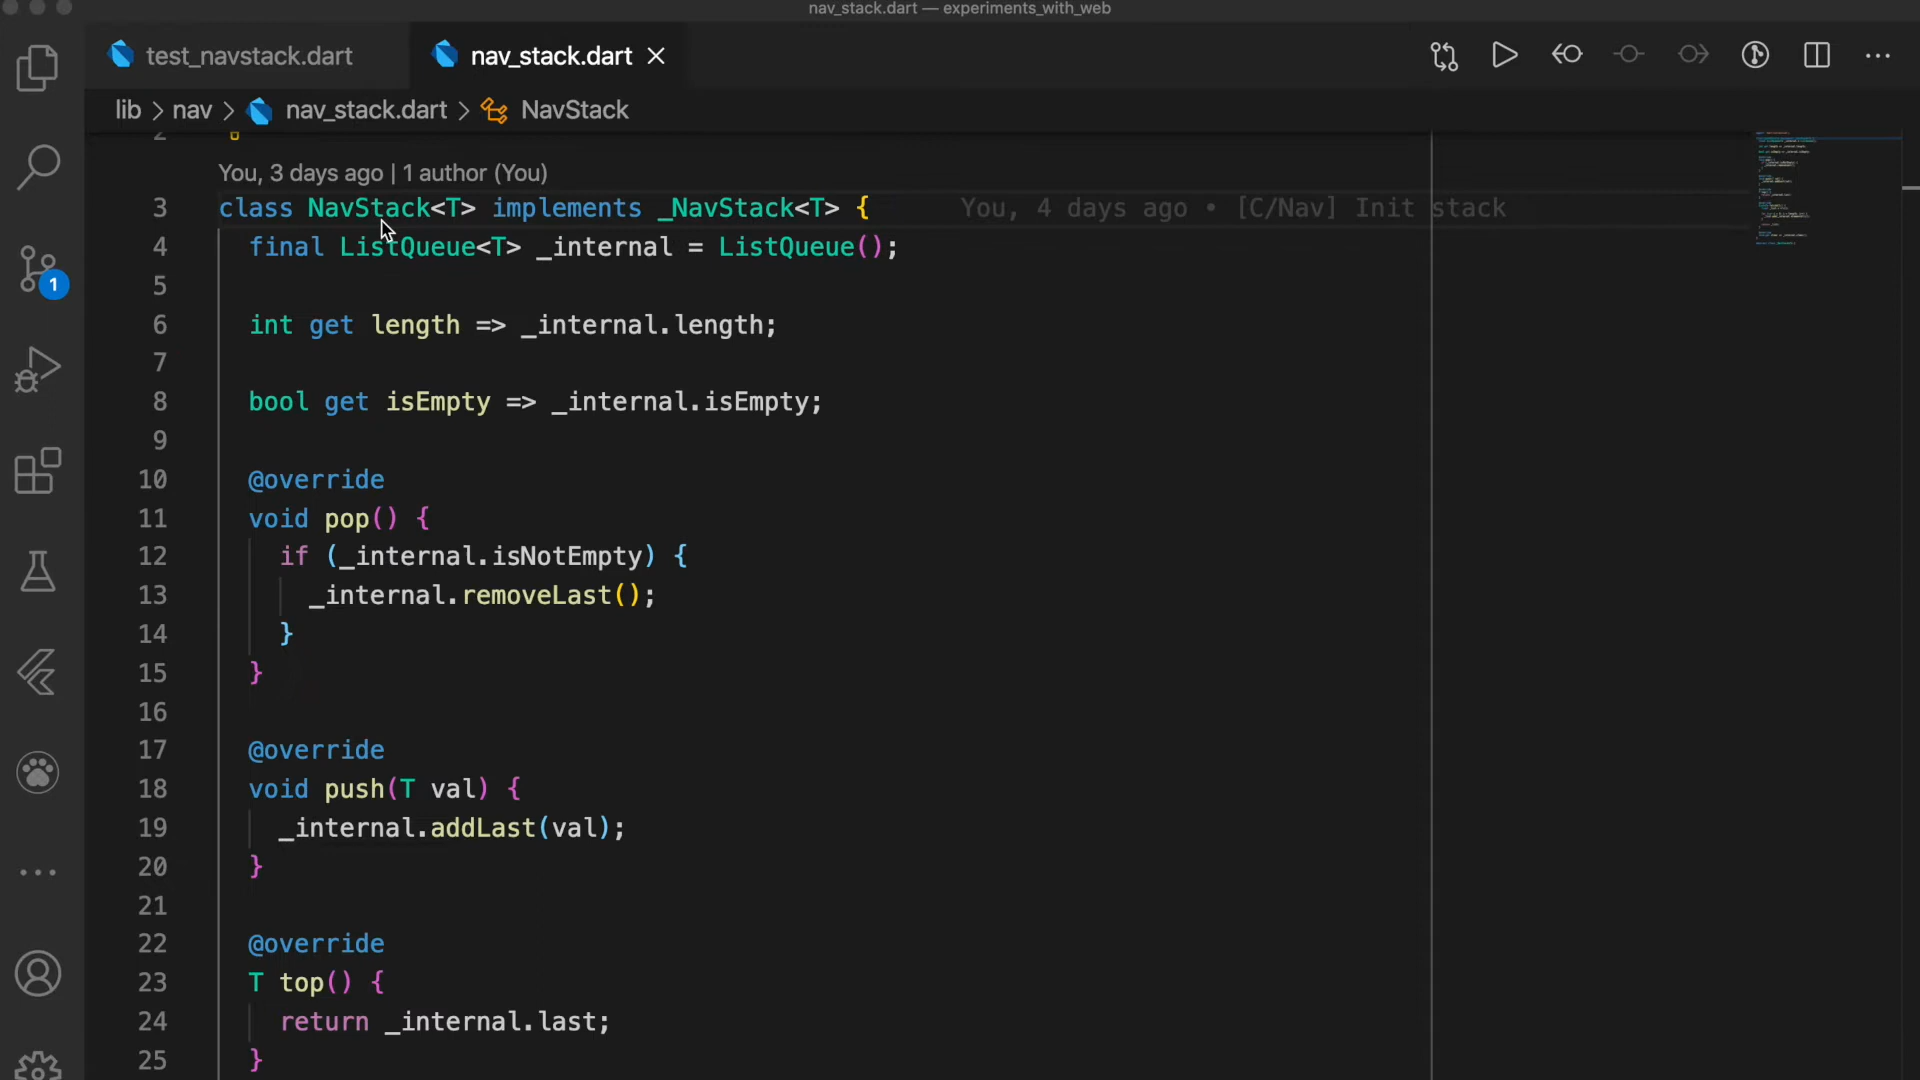 nav_stack.dart — experiments_with_web
test_navstack.dart
nav_stack.dart
lib > nav > nav_stack.dart > NavStack
2
You, 3 days ago | 1 author (You)
3 class NavStack<T> implements _NavStack<T> { You, 4 days ago • [C/Nav] Init stack
4 final ListQueue<T> _internal = ListQueue();
5
6 int get length => _internal.length;
7
8 bool get isEmpty => _internal.isEmpty;
9
10 @override
11 void pop() {
12 if (_internal.isNotEmpty) {
13 _internal.removeLast();
14 }
15 }
16
17 @override
18 void push(T val) {
19 _internal.addLast(val);
20 }
21
22 @override
23 T top() {
24 return _internal.last;
25 }
1